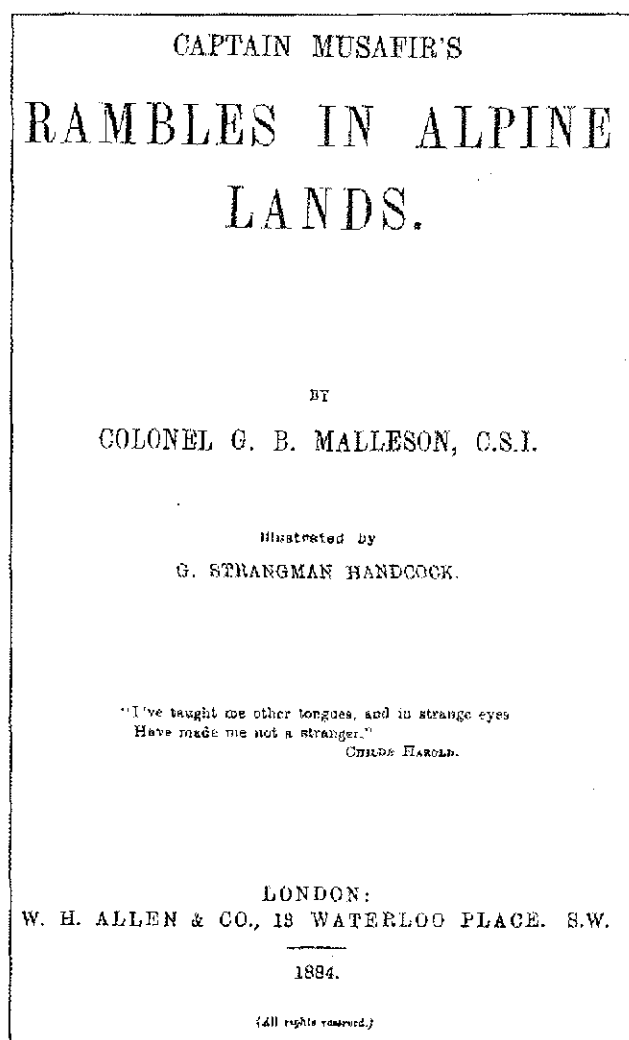 CAPTAIN MUSAFIR'S
RAMBLES IN ALPINE
LANDS.
BY
COLONEL G. B. MALLESON, C.S.I.
Illustrated by
G. STRANGMAN HANDCOCK.
"I've taught me other tongues, and in strange eyes
Have made me not a stranger."
CHILDE HAROLD.
LONDON:
W. H. ALLEN & CO., 13 WATERLOO PLACE. S.W.
1884.
(All rights reserved.)